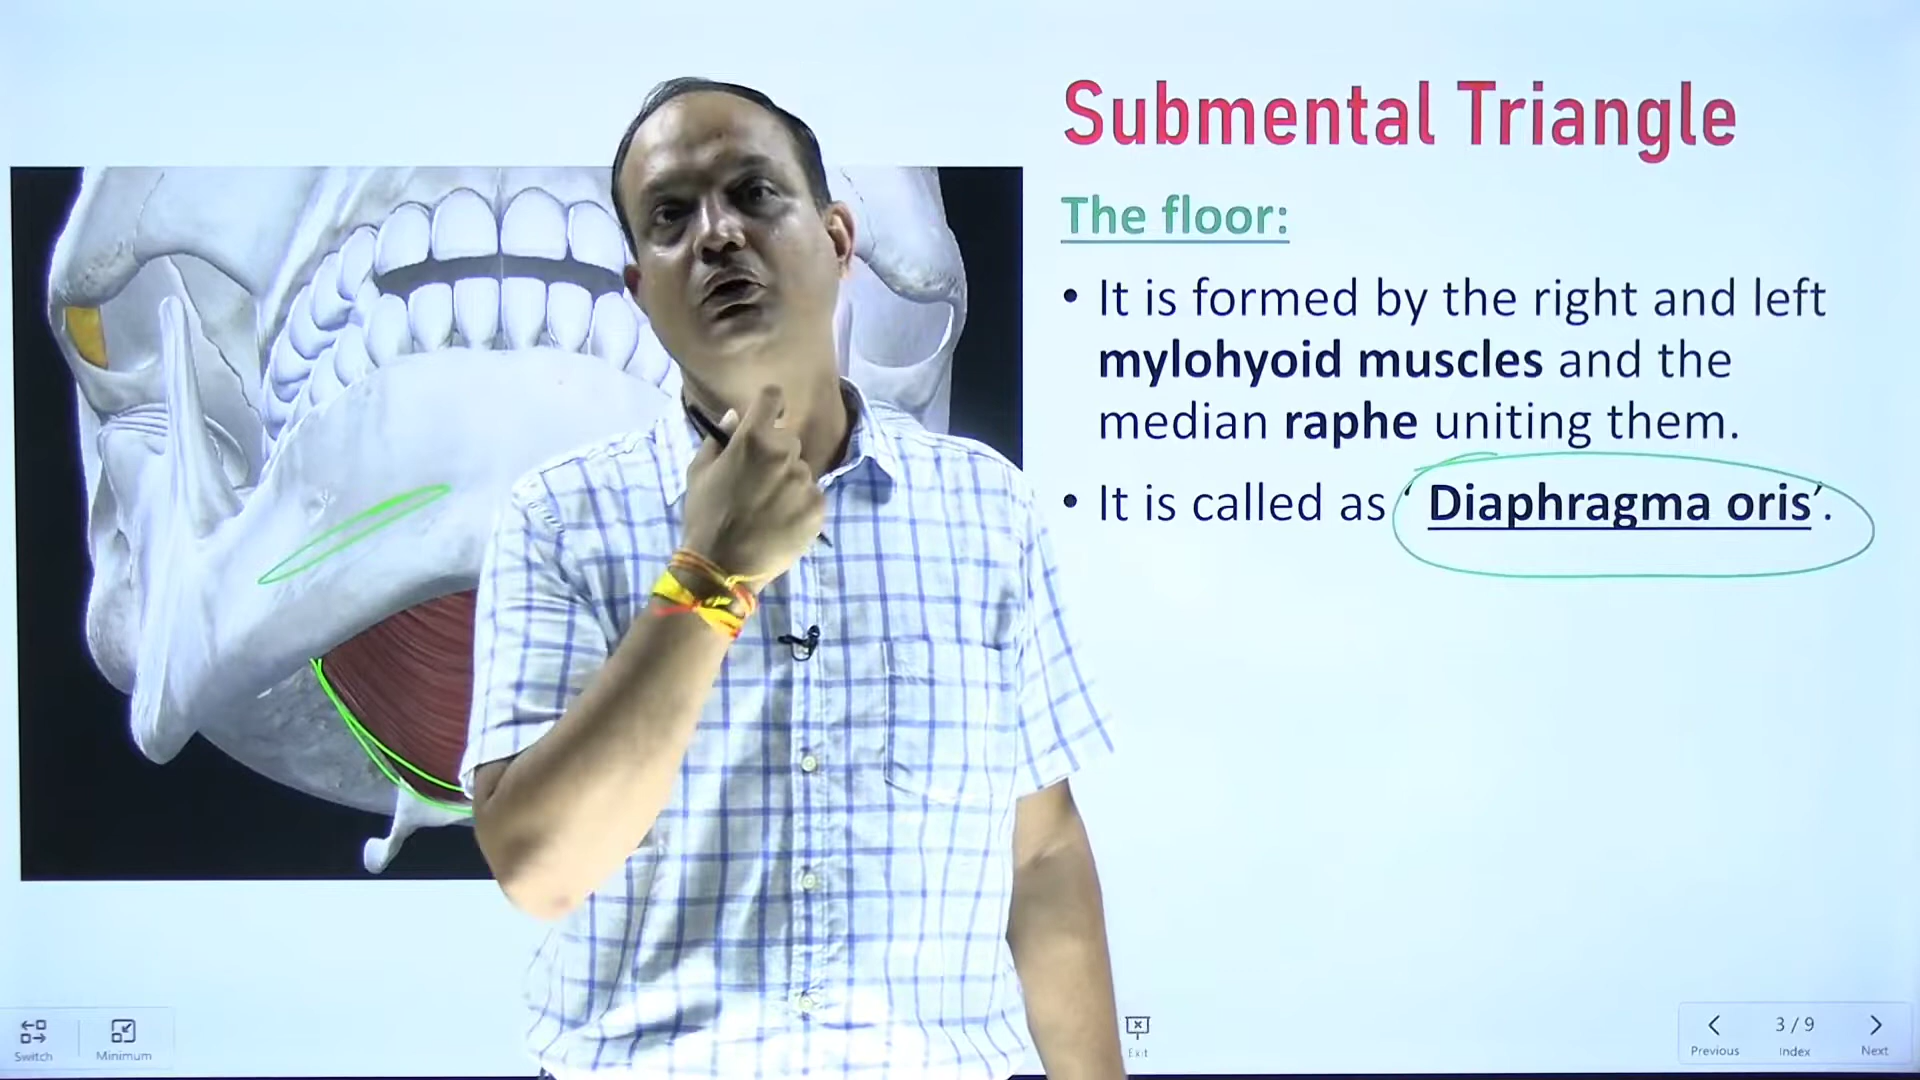 Submental Triangle
The floor:
• It is formed by the right and left
mylohyoid muscles and the
median raphe uniting them.
• It is called as ‘ Diaphragma oris’.
Switch
Minimum
Exit
Previous
3 / 9
Index
Next